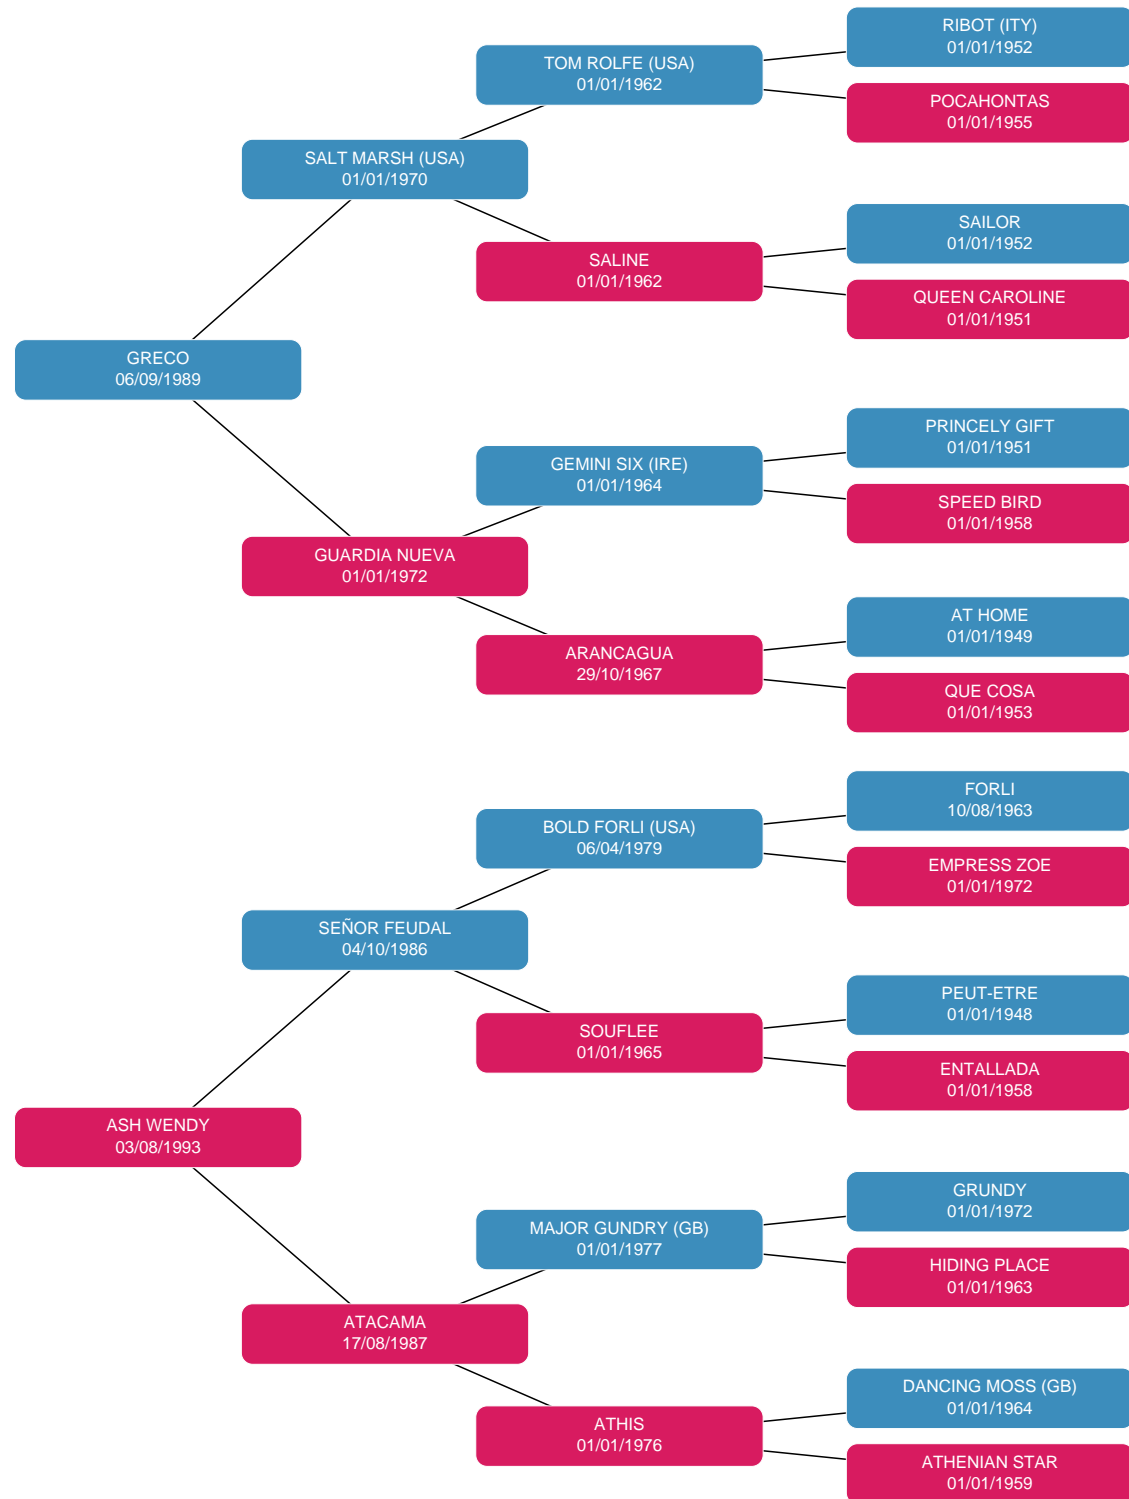 RIBOT (ITY)
01/01/1952
TOM ROLFE (USA)
01/01/1962
POCAHONTAS
01/01/1955
SALT MARSH (USA)
01/01/1970
SAILOR
01/01/1952
SALINE
01/01/1962
QUEEN CAROLINE
01/01/1951
GRECO
06/09/1989
PRINCELY GIFT
01/01/1951
GEMINI SIX (IRE)
01/01/1964
SPEED BIRD
01/01/1958
GUARDIA NUEVA
01/01/1972
AT HOME
01/01/1949
ARANCAGUA
29/10/1967
QUE COSA
01/01/1953
FORLI
10/08/1963
BOLD FORLI (USA)
06/04/1979
EMPRESS ZOE
01/01/1972
SEÑOR FEUDAL
04/10/1986
PEUT-ETRE
01/01/1948
SOUFLEE
01/01/1965
ENTALLADA
01/01/1958
ASH WENDY
03/08/1993
GRUNDY
01/01/1972
MAJOR GUNDRY (GB)
01/01/1977
HIDING PLACE
01/01/1963
ATACAMA
17/08/1987
DANCING MOSS (GB)
01/01/1964
ATHIS
01/01/1976
ATHENIAN STAR
01/01/1959